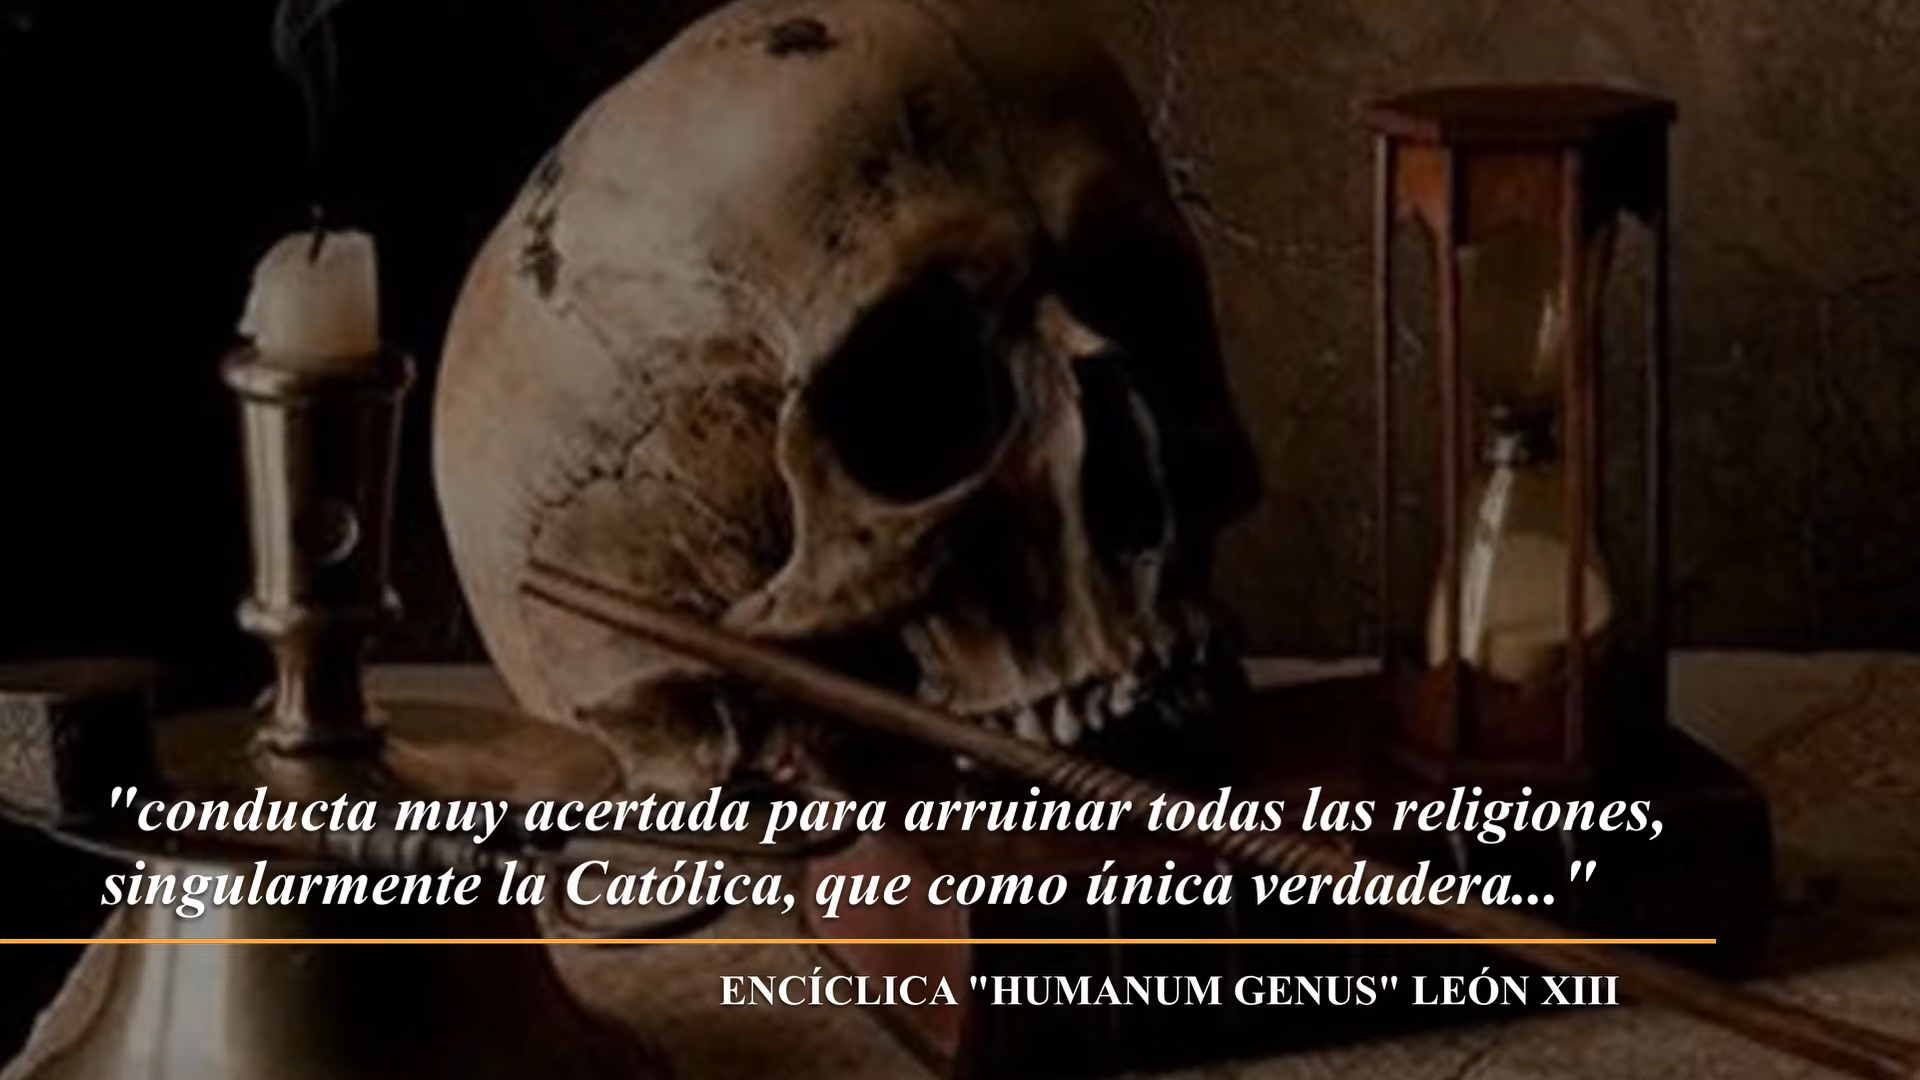 "conducta muy acertada para arruinar todas las religiones,
singularmente la Católica, que como única verdadera..."
ENCÍCLICA "HUMANUM GENUS" LEÓN XIII